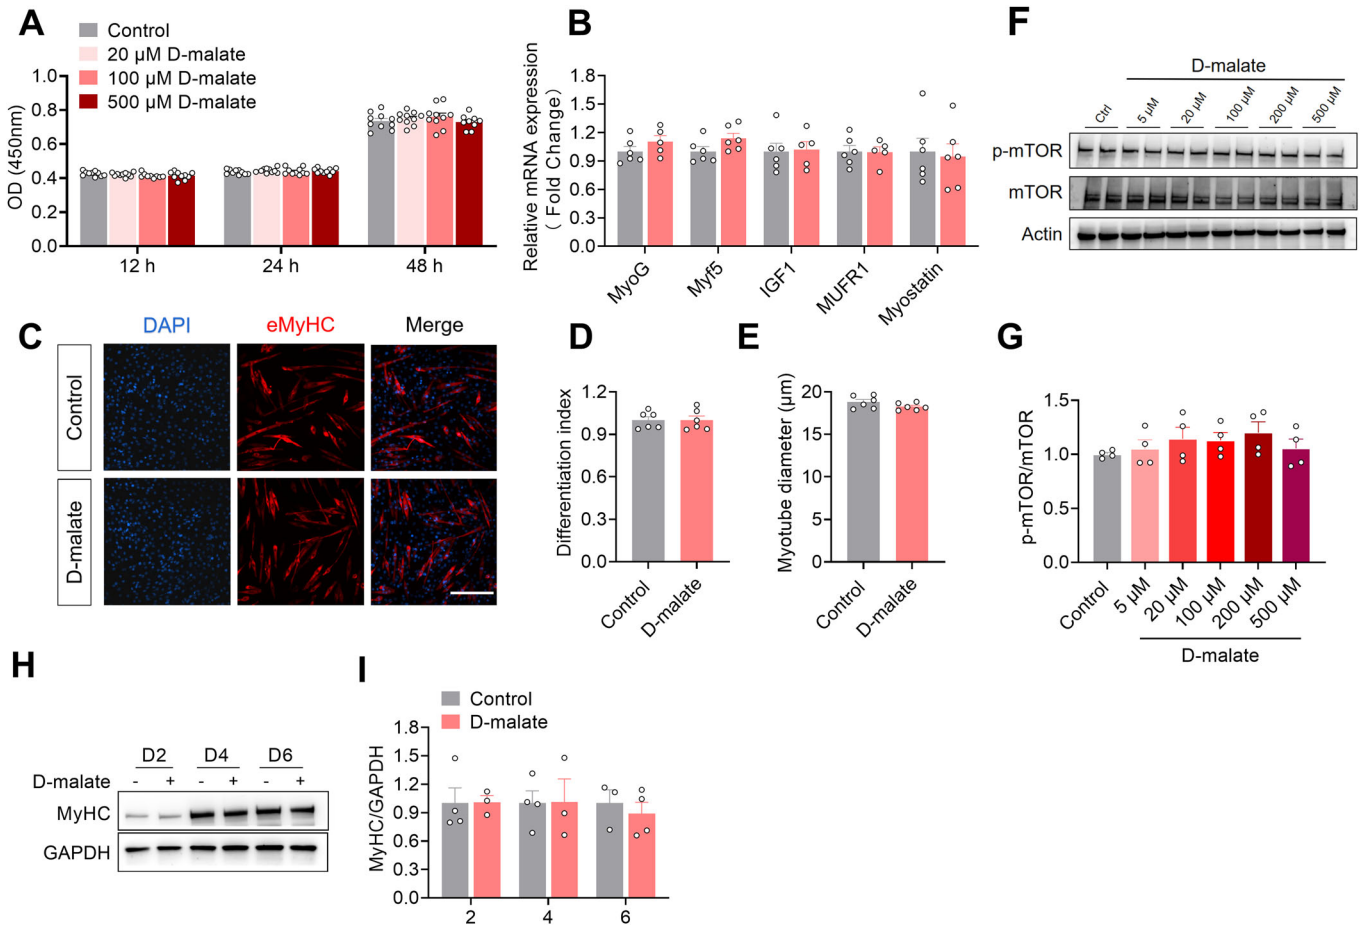 A
Control
20 μM D-malate
100 μM D-malate
500 μM D-malate
OD (450nm)
1.0
0.8
0.6
0.4
0.2
0.0
12 h
24 h
48 h
B
Relative mRNA expression
( Fold Change)
1.8
1.5
1.2
0.9
0.6
0.3
0.0
MyoG
Myf5
IGF1
MUFR1
Myostatin
F
D-malate
Ctrl
5 μM
20 μM
100 μM
200 μM
500 μM
p-mTOR
mTOR
Actin
C
DAPI
eMyHC
Merge
Control
D-malate
D
Differentiation index
1.2
0.9
0.6
0.3
0.0
Control
D-malate
E
Myotube diameter (μm)
20
15
10
5
0
Control
D-malate
G
p-mTOR/mTOR
1.5
1.0
0.5
0.0
Control
5 μM
20 μM
100 μM
200 μM
500 μM
D-malate
H
D2
D4
D6
D-malate
- + - + - +
MyHC
GAPDH
I
Control
D-malate
MyHC/GAPDH
1.8
1.5
1.2
0.9
0.6
0.3
0.0
2
4
6